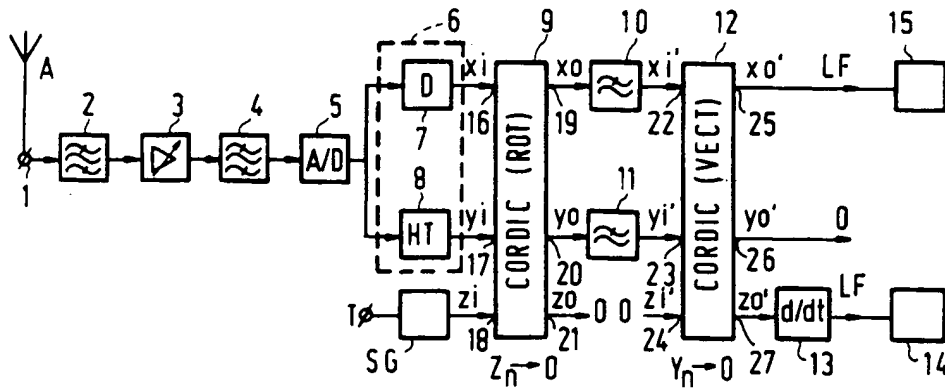 6 9 10 12 15
A
2 3 4 5
D
7
xi
16
xo
19
xi'
22
xo'
25
LF
A/D
1
8
HT
yi
17
CORDIC (ROT)
yo
20
11
yi'
23
CORDIC (VECT)
yo'
26
0
T
SG
zi
18
zo
21
0 0
zi'
24
zo'
27
d/dt
13
LF
14
Zn→0
Yn→0